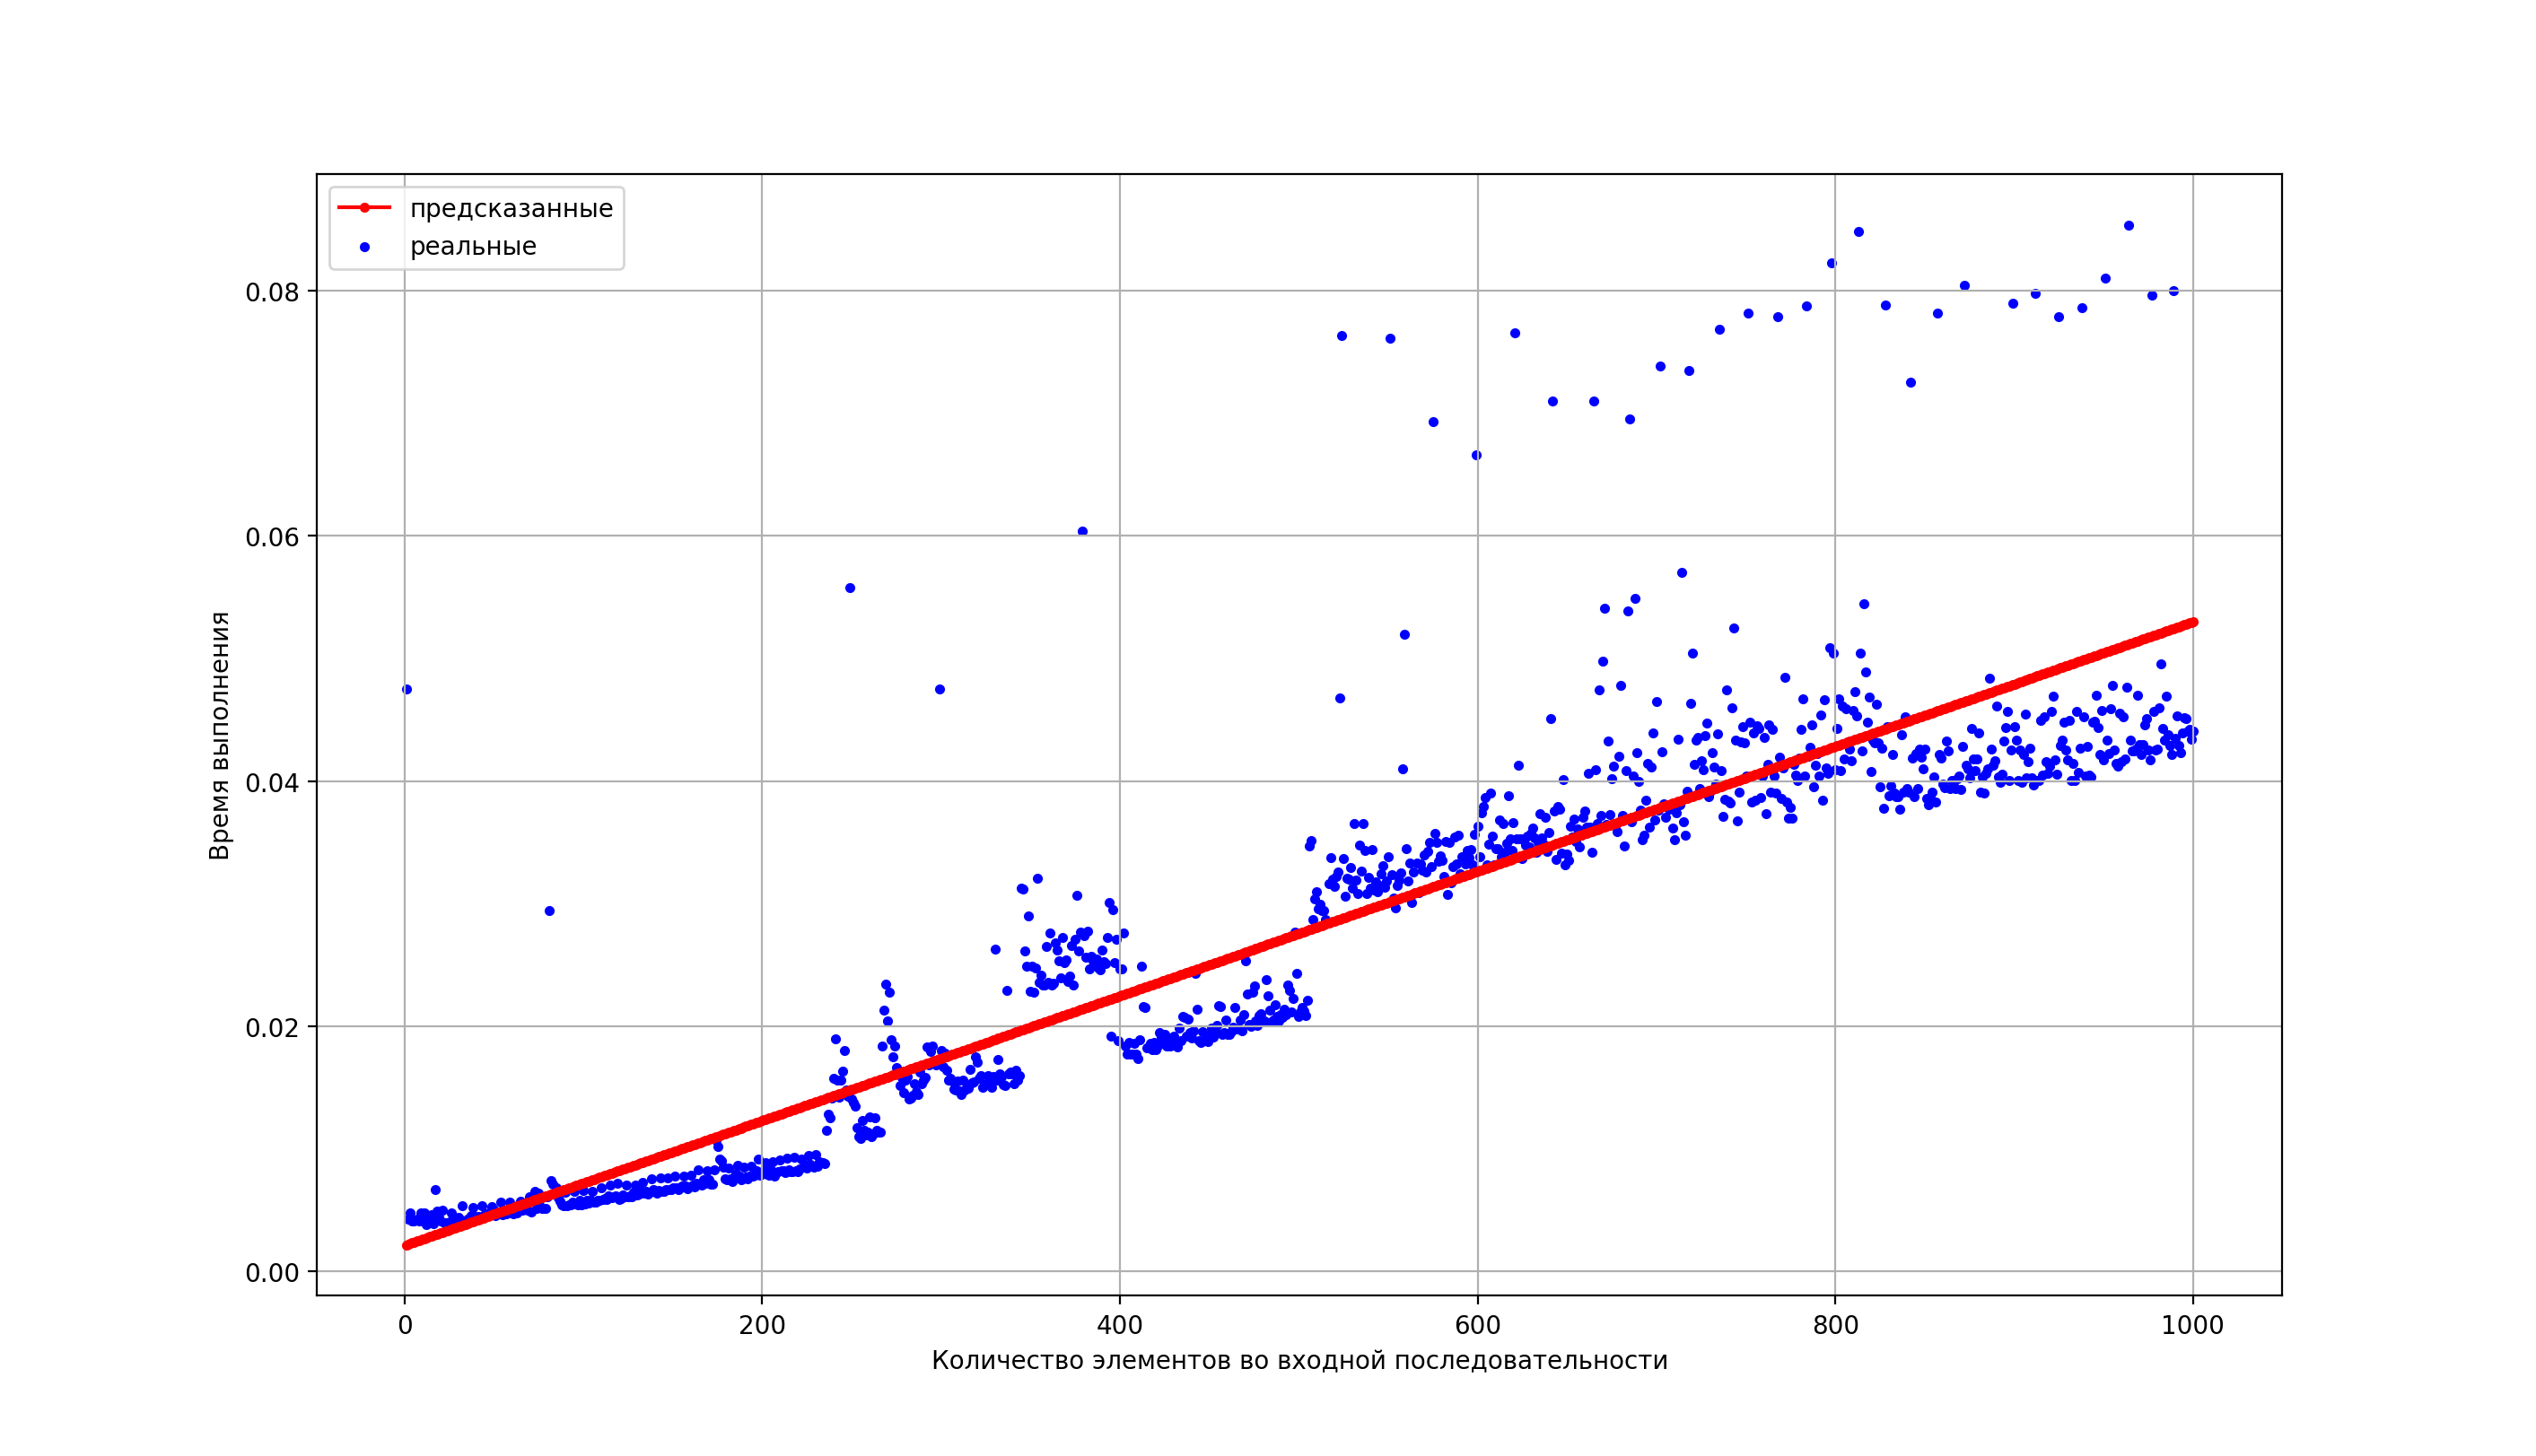 предсказанные
реальные
0.08
0.06
0.04
0.02
0.00
Время выполнения
0 200 400 600 800 1000
Количество элементов во входной последовательности